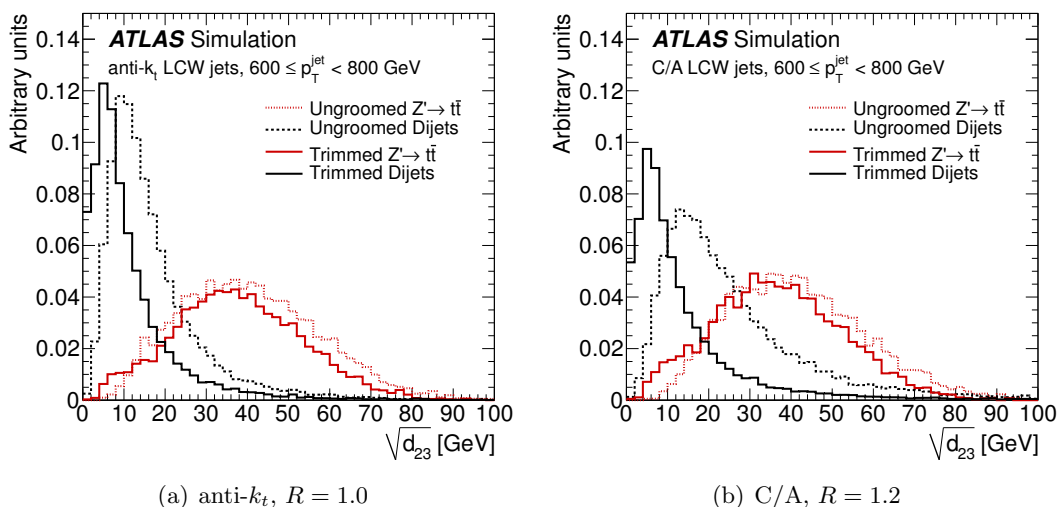 Arbitrary units
0.14
0.12
0.1
0.08
0.06
0.04
0.02
0
ATLAS Simulation
anti-k_t LCW jets, 600 ≤ p_T^jet < 800 GeV
Ungroomed Z'→ tt̄
Ungroomed Dijets
Trimmed Z'→ tt̄
Trimmed Dijets
0 10 20 30 40 50 60 70 80 90 100
√d_23 [GeV]
(a) anti-k_t, R = 1.0
Arbitrary units
0.14
0.12
0.1
0.08
0.06
0.04
0.02
0
ATLAS Simulation
C/A LCW jets, 600 ≤ p_T^jet < 800 GeV
Ungroomed Z'→ tt̄
Ungroomed Dijets
Trimmed Z'→ tt̄
Trimmed Dijets
0 10 20 30 40 50 60 70 80 90 100
√d_23 [GeV]
(b) C/A, R = 1.2